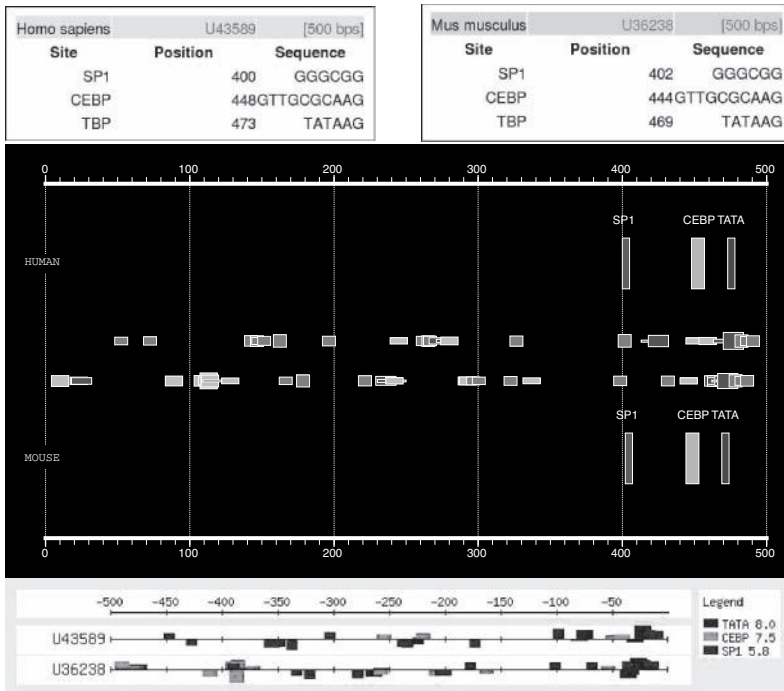 Homo sapiens U43589 [500 bps]
Site Position Sequence
SP1 400 GGGCGG
CEBP 448GTTGCGCAAG
TBP 473 TATAAG
Mus musculus U36238 [500 bps]
Site Position Sequence
SP1 402 GGGCGG
CEBP 444GTTGCGCAAG
TBP 469 TATAAG
0 100 200 300 400 500
SP1 CEBP TATA
HUMAN
SP1 CEBP TATA
MOUSE
0 100 200 300 400 500
-500 -450 -400 -350 -300 -250 -200 -150 -100 -50
U43589
U36238
Legend
TATA 8.0
CEBP 7.5
SP1 5.8